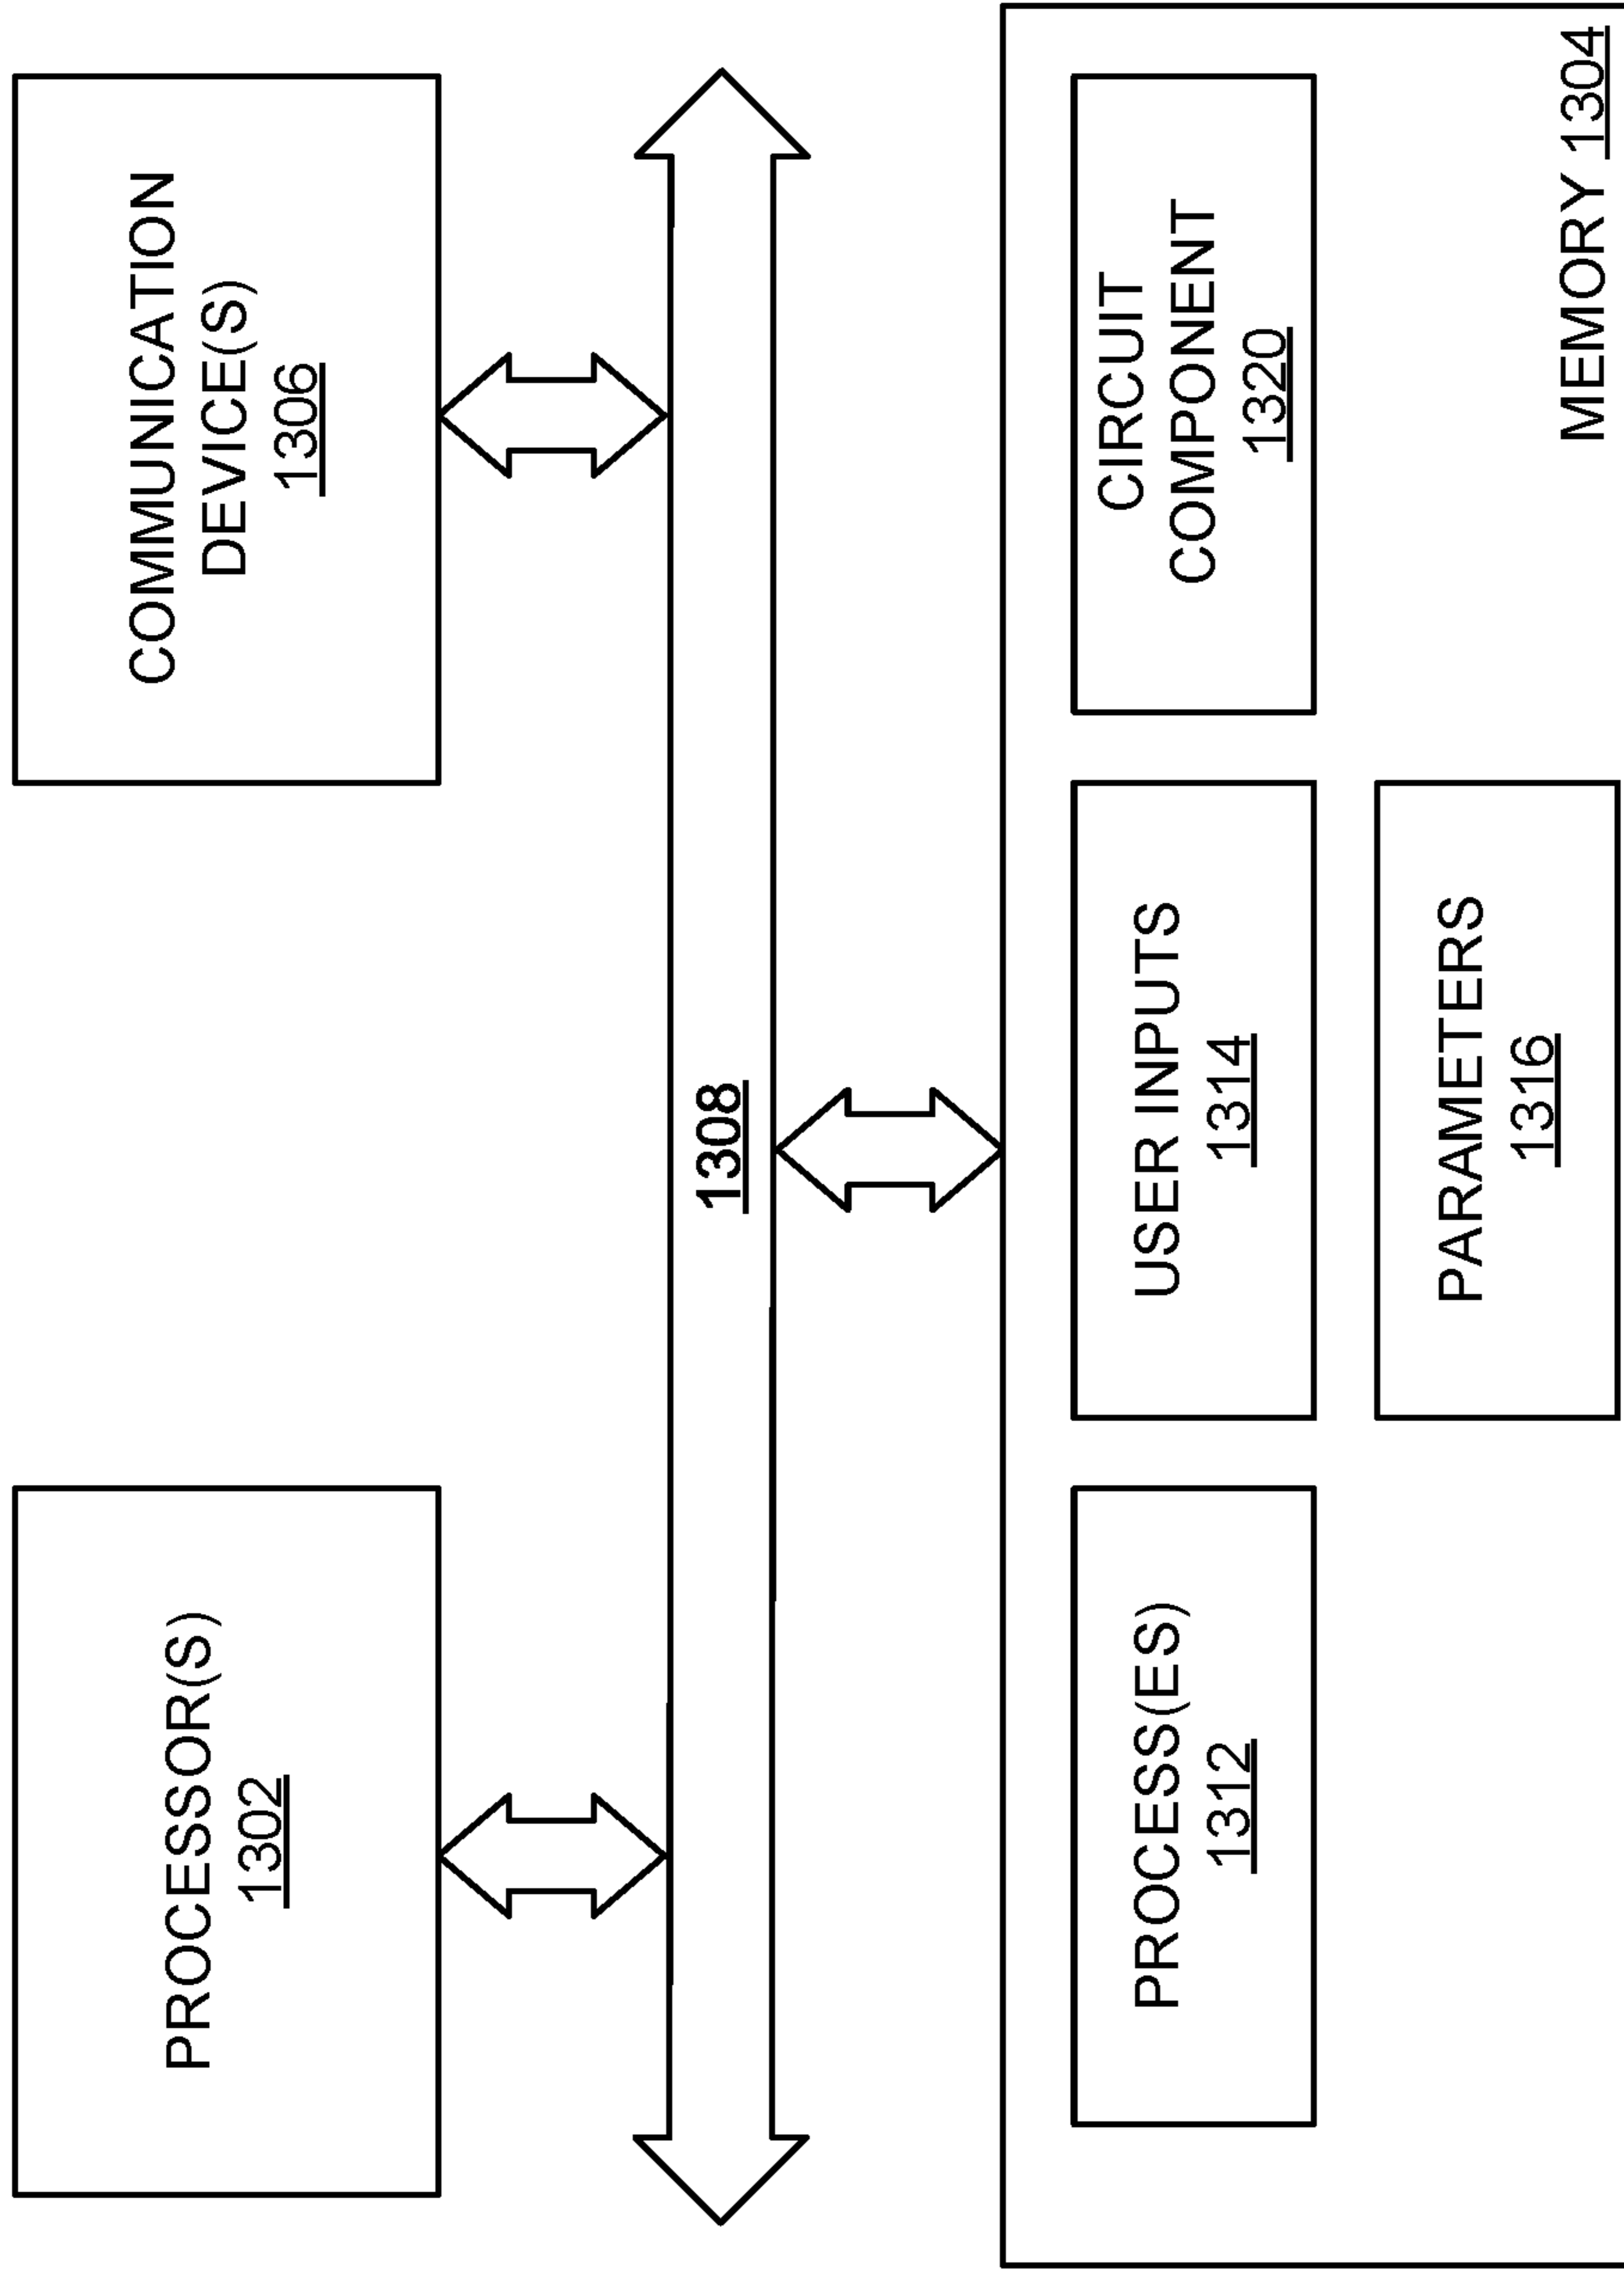 PROCESSOR(S)
1302
COMMUNICATION
DEVICE(S)
1306
1308
PROCESS(ES)
1312
USER INPUTS
1314
CIRCUIT
COMPONENT
1320
PARAMETERS
1316
MEMORY 1304